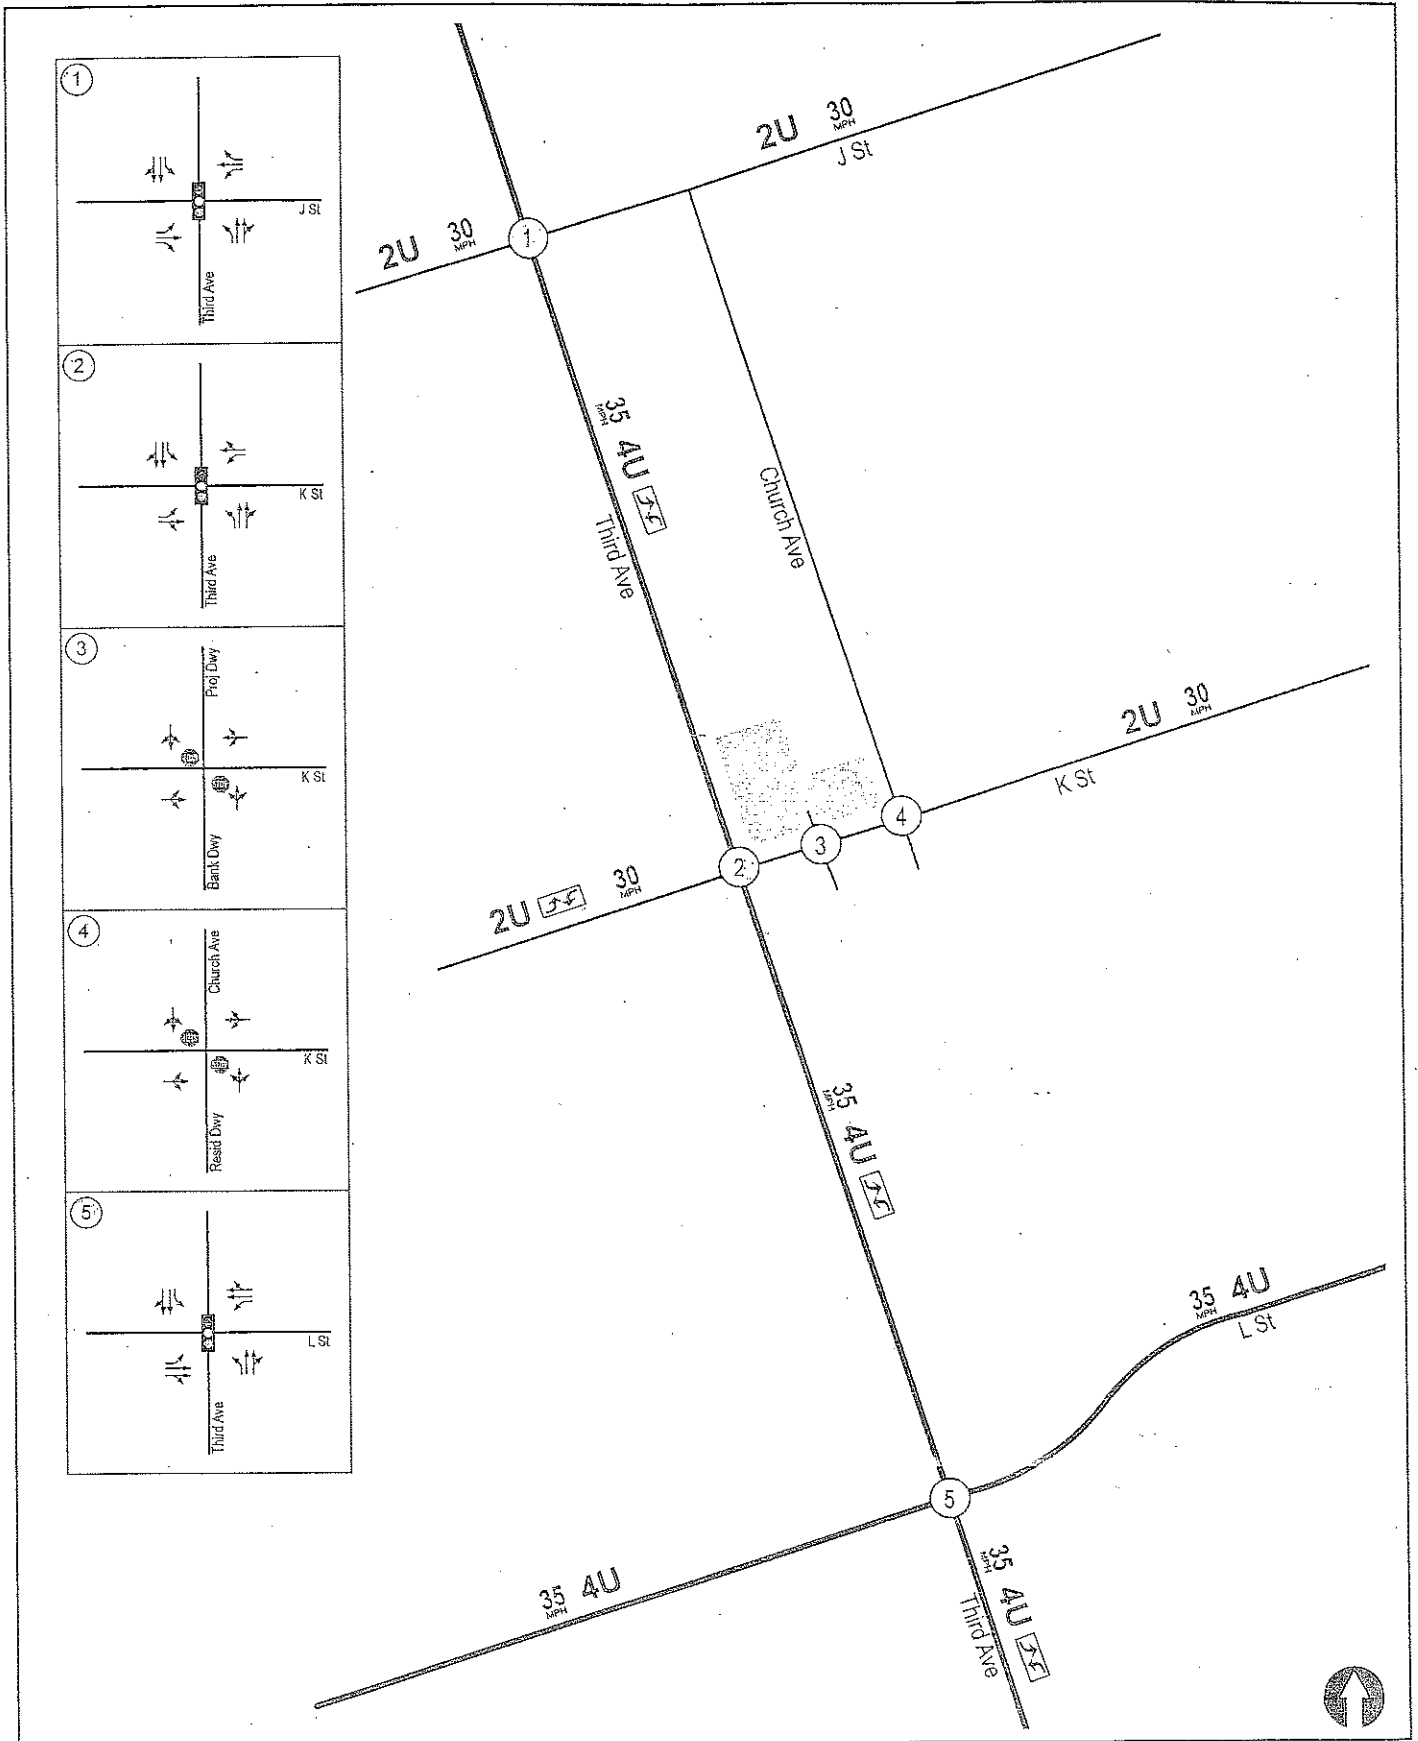 1
J St
Third Ave
2
K St
Third Ave
3
Proj Dwy
K St
Bank Dwy
4
Church Ave
K St
Resid Dwy
5
L St
Third Ave
2U 30 MPH
J St
2U 30 MPH
1
35 MPH 4U
Third Ave
Church Ave
2U 30 MPH
K St
4
3
2
2U 30 MPH
35 MPH 4U
35 MPH 4U
L St
5
35 MPH 4U
35 MPH 4U
Third Ave